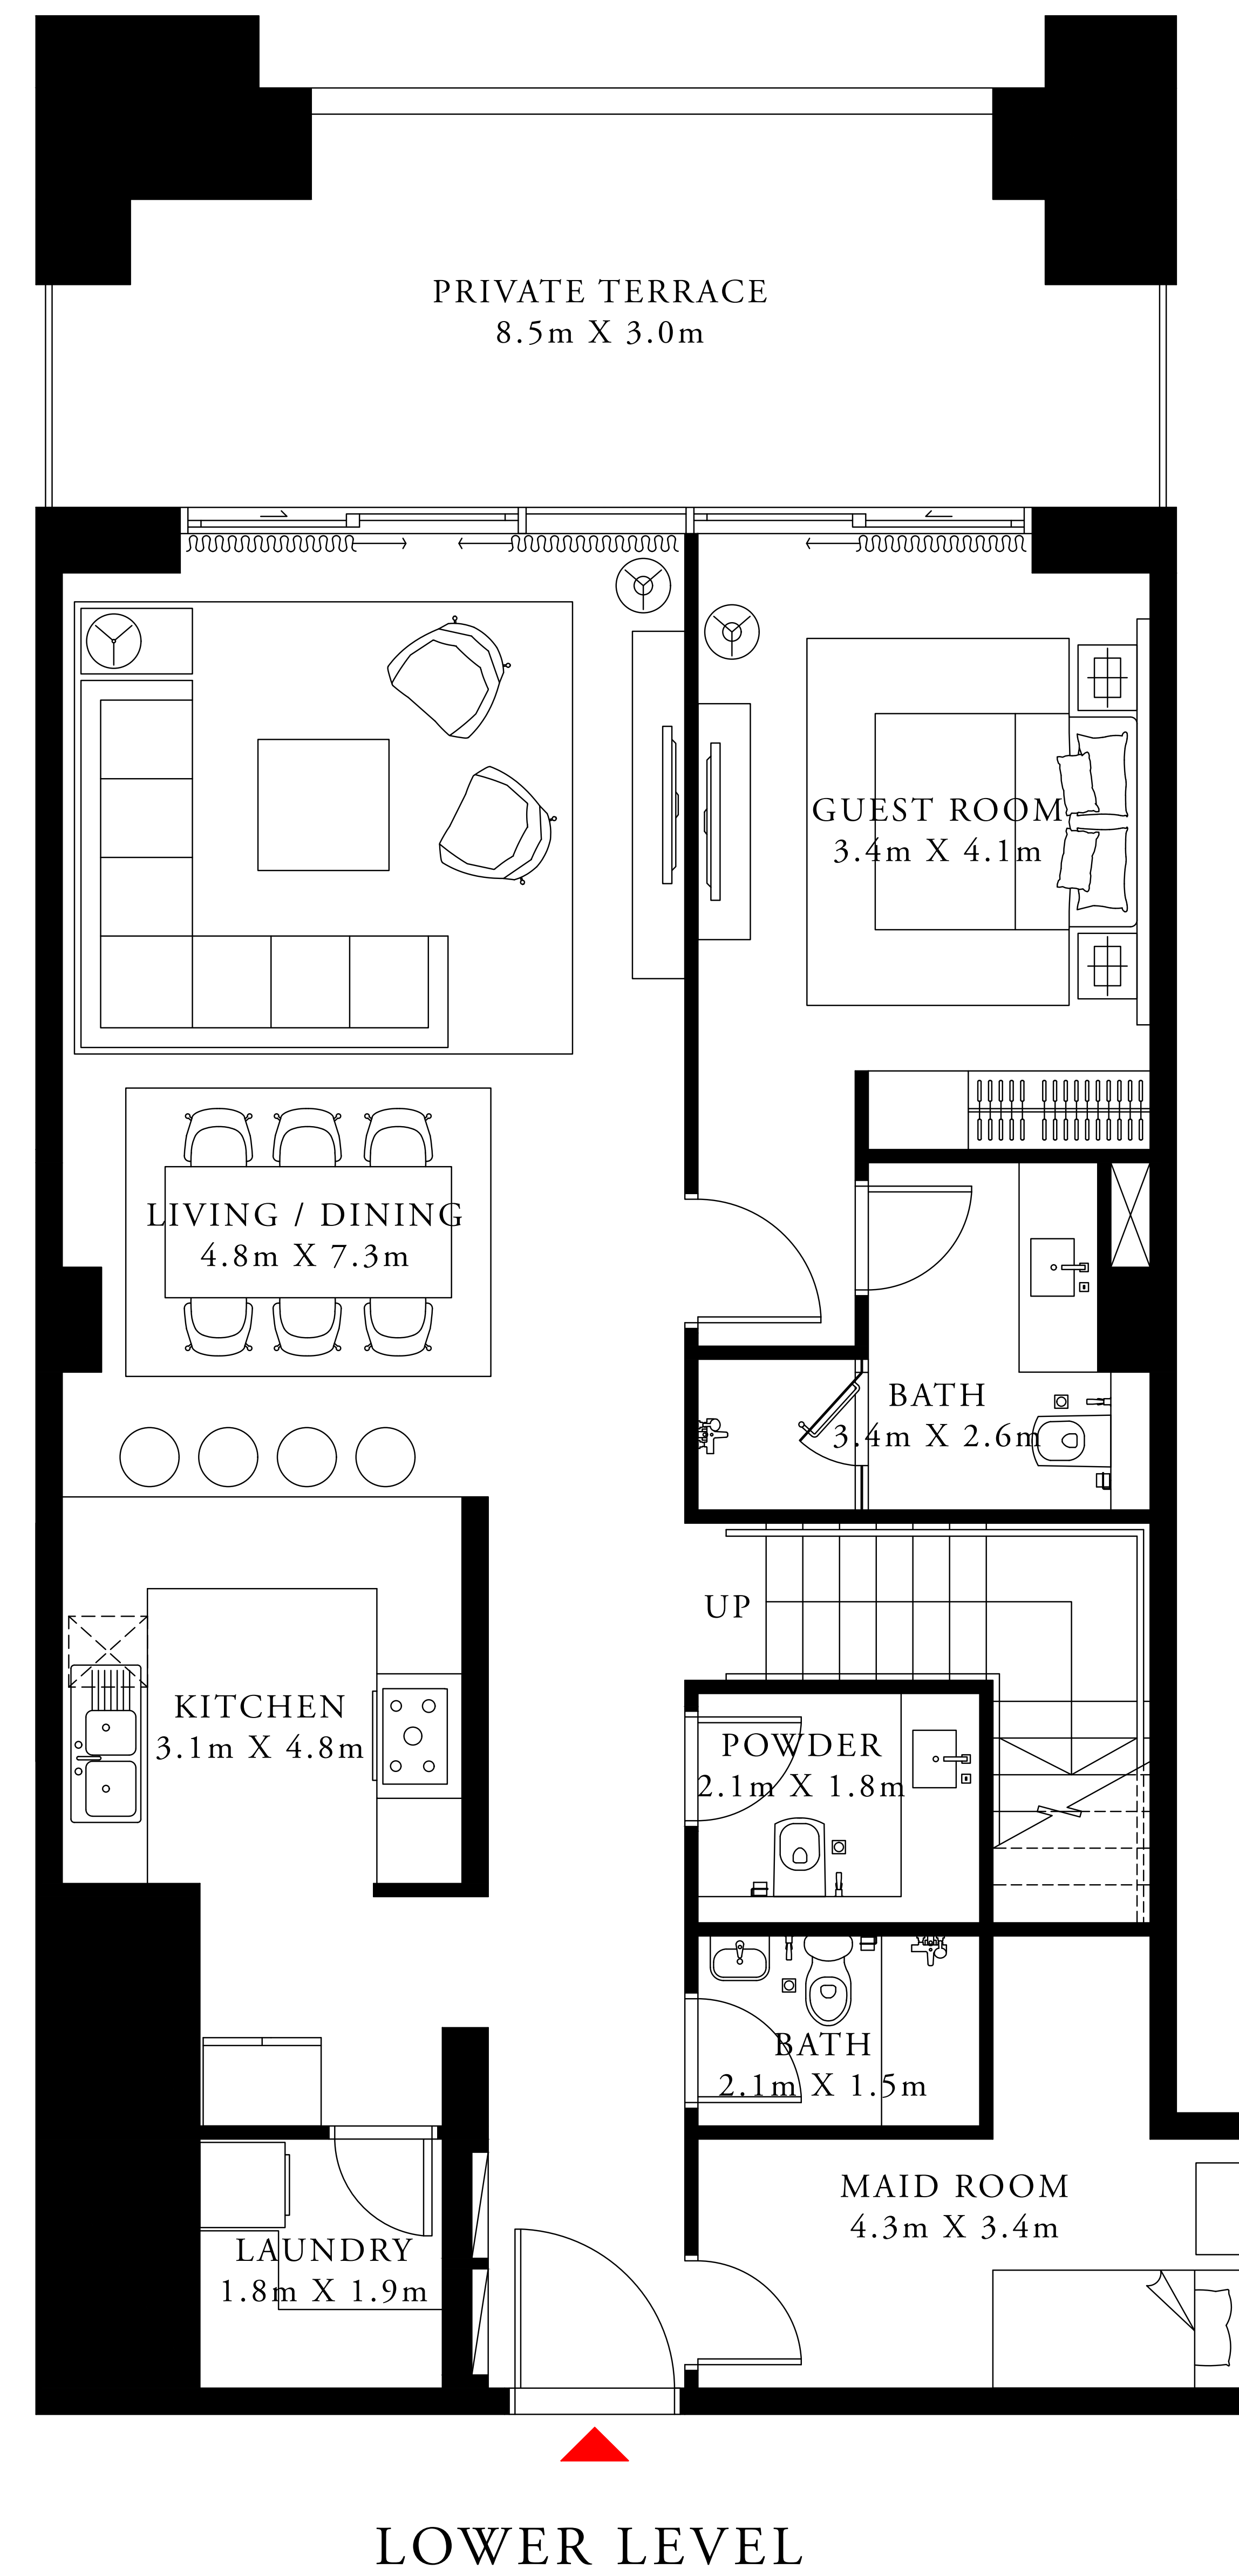 PRIVATE TERRACE
8.5m X 3.0m
GUEST ROOM
3.4m X 4.1m
LIVING / DINING
4.8m X 7.3m
BATH
3.4m X 2.6m
UP
KITCHEN
3.1m X 4.8m
POWDER
2.1m X 1.8m
BATH
2.1m X 1.5m
MAID ROOM
4.3m X 3.4m
LAUNDRY
1.8m X 1.9m
LOWER LEVEL